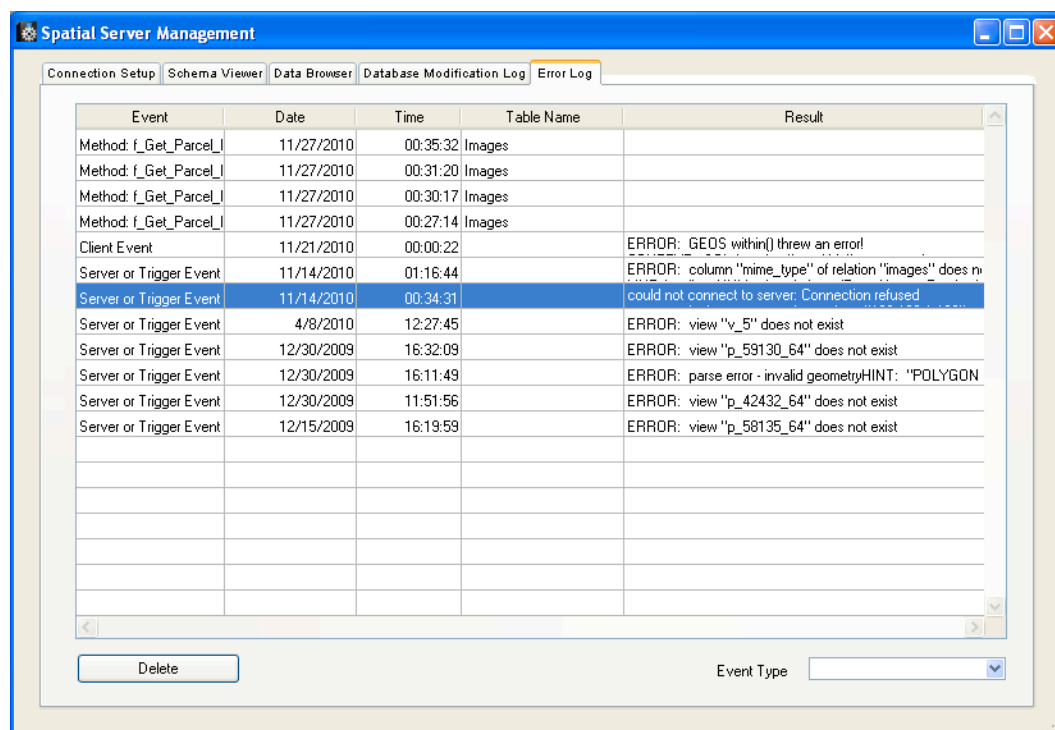 Spatial Server Management
Connection Setup Schema Viewer Data Browser Database Modification Log Error Log
Event Date Time Table Name Result
Method: f_Get_Parcel_I 11/27/2010 00:35:32 Images
Method: f_Get_Parcel_I 11/27/2010 00:31:20 Images
Method: f_Get_Parcel_I 11/27/2010 00:30:17 Images
Method: f_Get_Parcel_I 11/27/2010 00:27:14 Images
Client Event 11/21/2010 00:00:22 ERROR: GEOS within() threw an error!
Server or Trigger Event 11/14/2010 01:16:44 ERROR: column "mime_type" of relation "images" does
Server or Trigger Event 11/14/2010 00:34:31 could not connect to server: Connection refused
Server or Trigger Event 4/8/2010 12:27:45 ERROR: view "v_5" does not exist
Server or Trigger Event 12/30/2009 16:32:09 ERROR: view "p_59130_64" does not exist
Server or Trigger Event 12/30/2009 16:11:49 ERROR: parse error - invalid geometryHINT: "POLYGON
Server or Trigger Event 12/30/2009 11:51:56 ERROR: view "p_42432_64" does not exist
Server or Trigger Event 12/15/2009 16:19:59 ERROR: view "p_58135_64" does not exist
Delete Event Type